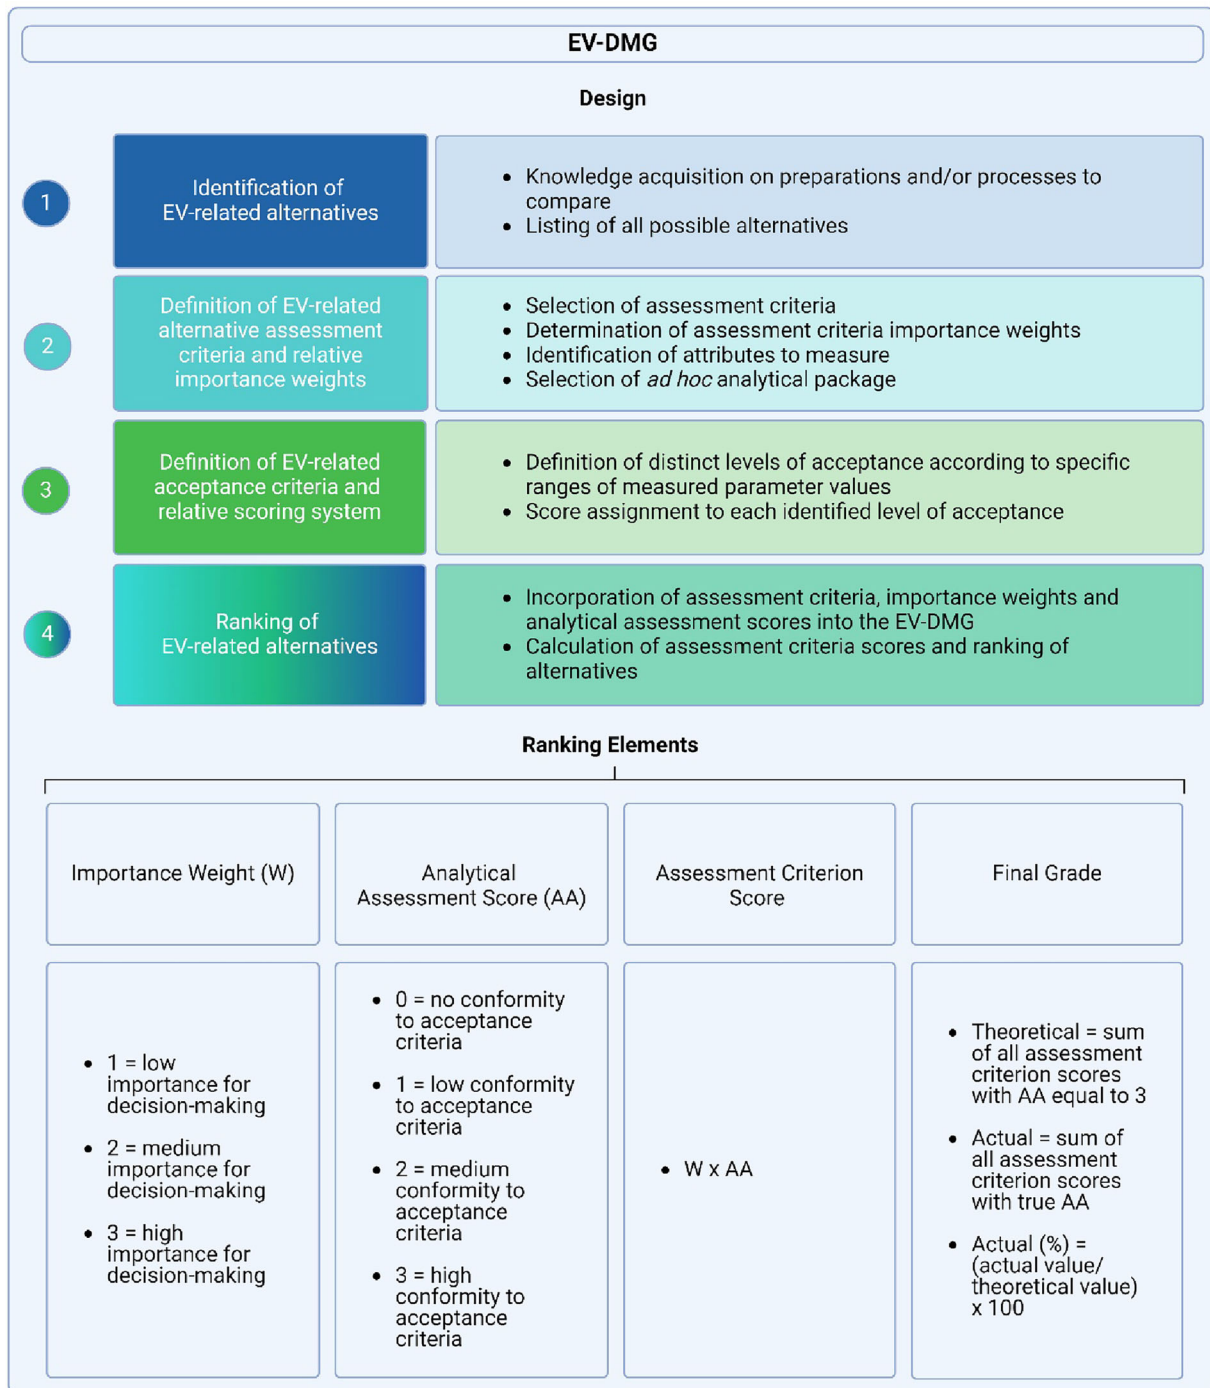 EV-DMG
Design
1
Identification of
EV-related alternatives
• Knowledge acquisition on preparations and/or processes to
compare
• Listing of all possible alternatives
2
Definition of EV-related
alternative assessment
criteria and relative
importance weights
• Selection of assessment criteria
• Determination of assessment criteria importance weights
• Identification of attributes to measure
• Selection of ad hoc analytical package
3
Definition of EV-related
acceptance criteria and
relative scoring system
• Definition of distinct levels of acceptance according to specific
ranges of measured parameter values
• Score assignment to each identified level of acceptance
4
Ranking of
EV-related alternatives
• Incorporation of assessment criteria, importance weights and
analytical assessment scores into the EV-DMG
• Calculation of assessment criteria scores and ranking of
alternatives
Ranking Elements
Importance Weight (W)
Analytical
Assessment Score (AA)
Assessment Criterion
Score
Final Grade
• 1 = low
importance for
decision-making
• 2 = medium
importance for
decision-making
• 3 = high
importance for
decision-making
• 0 = no conformity
to acceptance
criteria
• 1 = low conformity
to acceptance
criteria
• 2 = medium
conformity to
acceptance
criteria
• 3 = high
conformity to
acceptance
criteria
• W x AA
• Theoretical = sum
of all assessment
criterion scores
with AA equal to 3
• Actual = sum of
all assessment
criterion scores
with true AA
• Actual (%) =
(actual value/
theoretical value)
x 100